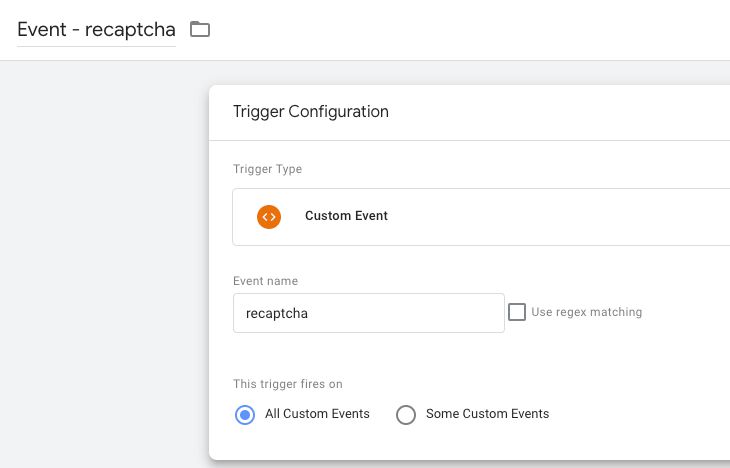 Event - recaptcha
Trigger Configuration
Trigger Type
Custom Event
Event name
recaptcha
Use regex matching
This trigger fires on
All Custom Events Some Custom Events